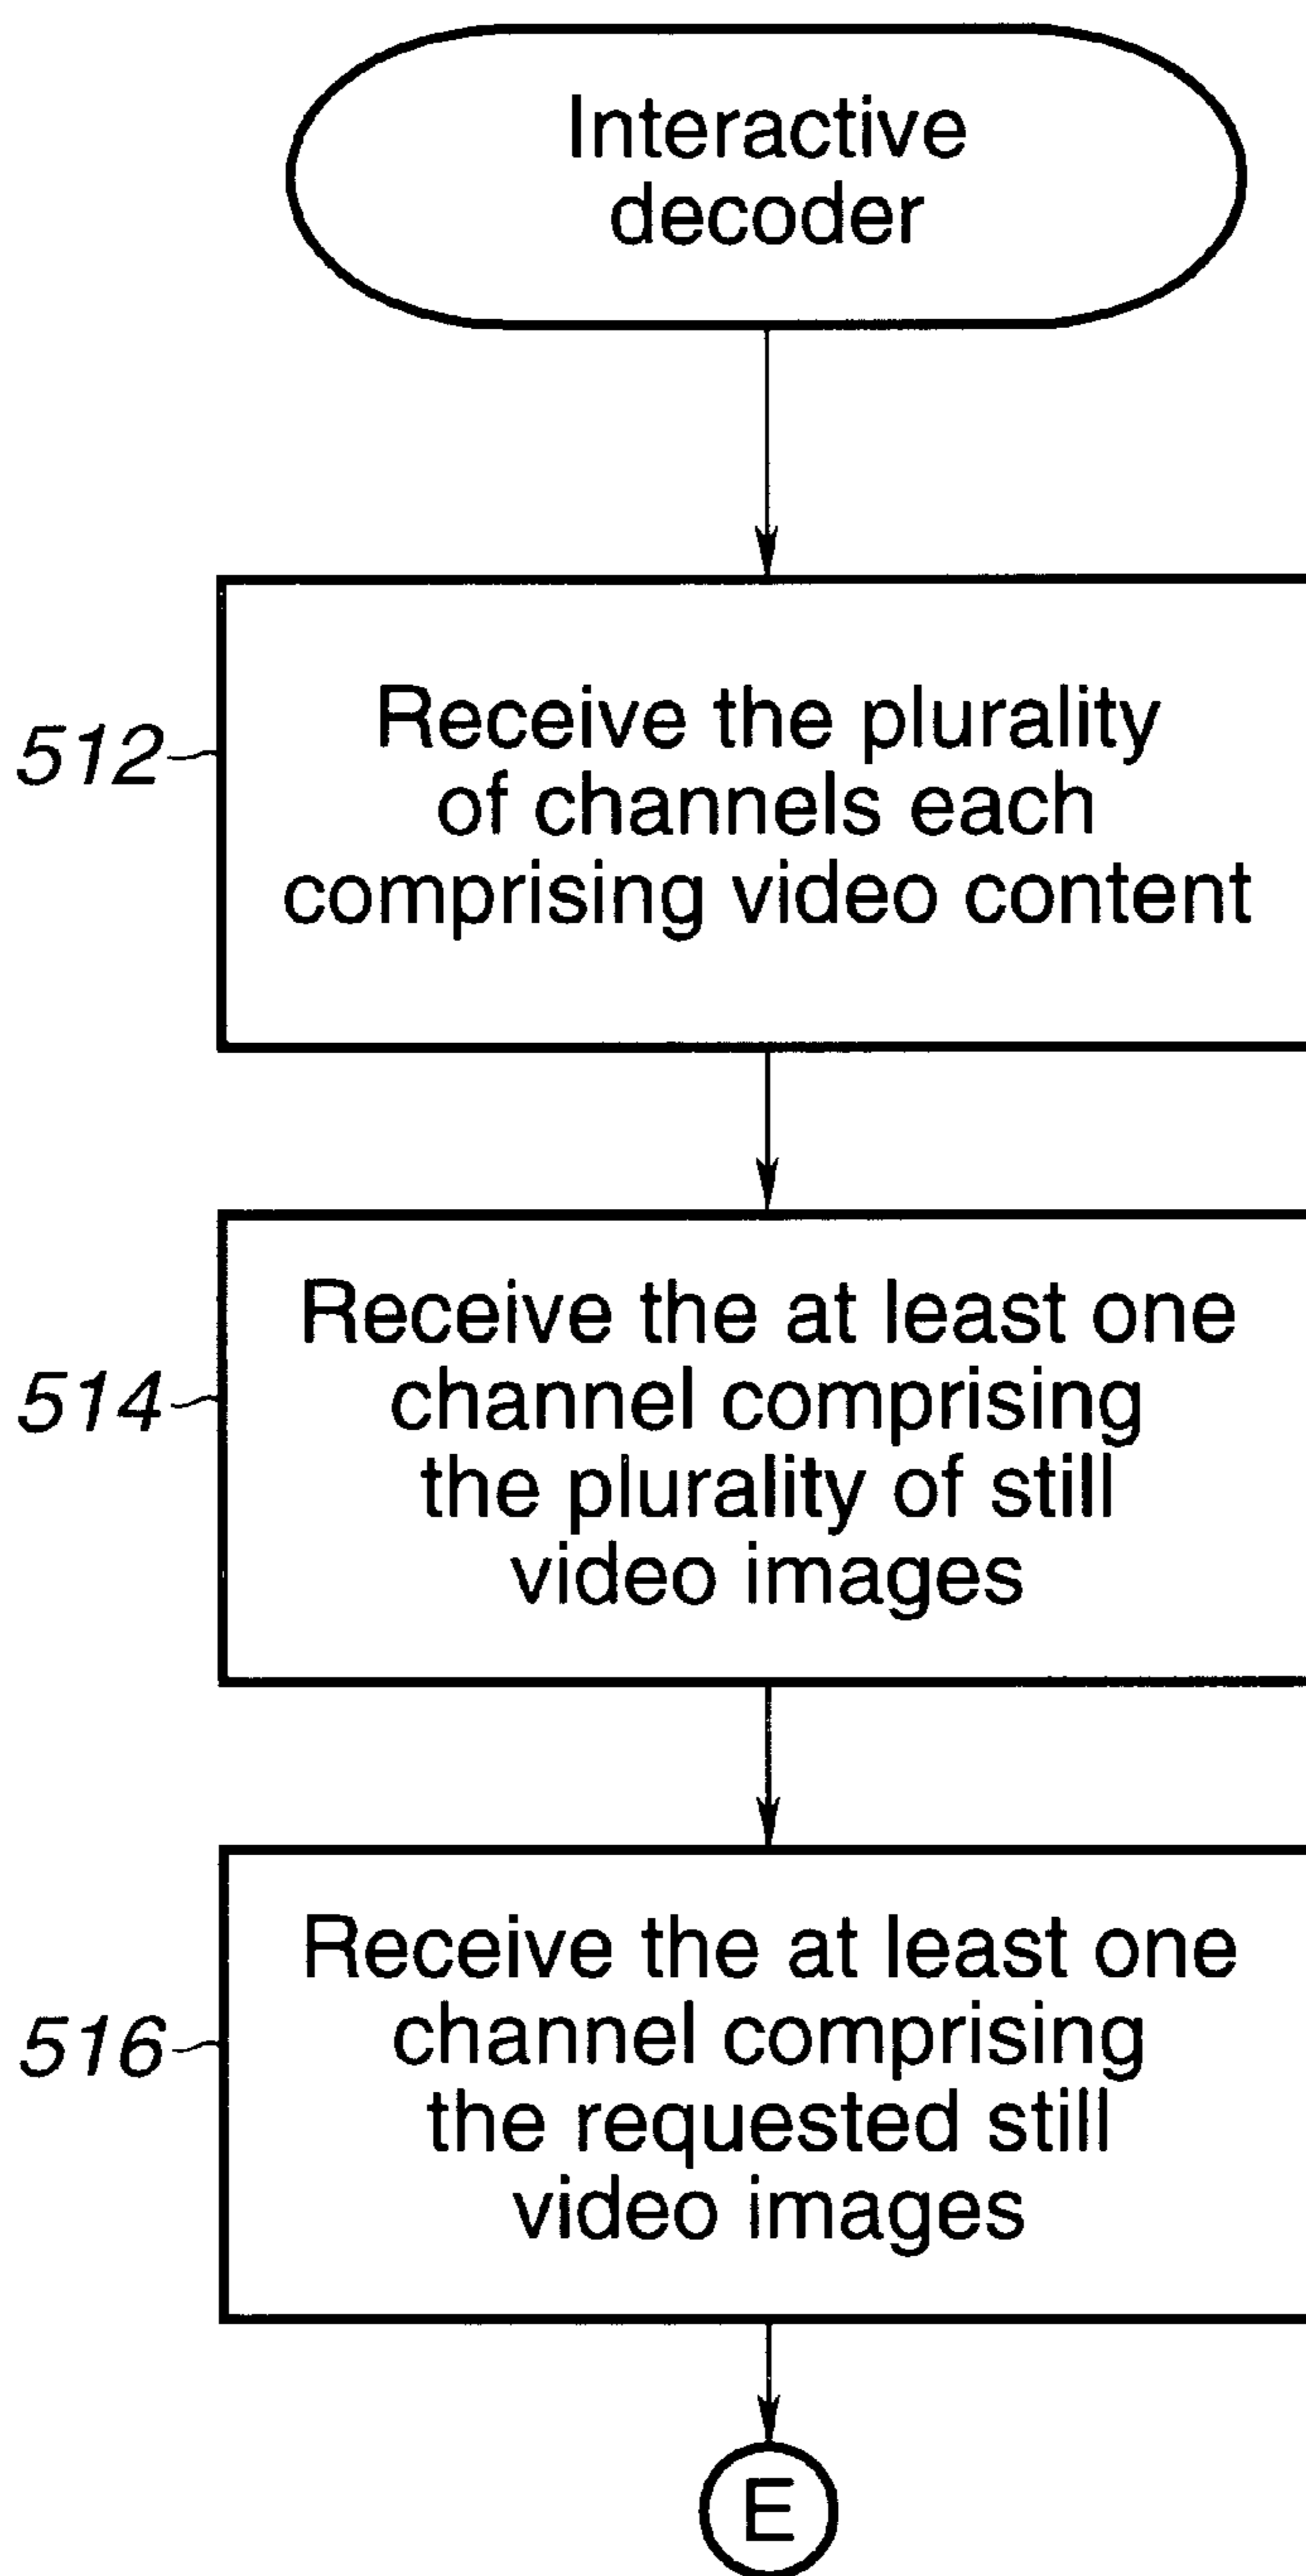 Interactive
decoder
512
Receive the plurality
of channels each
comprising video content
514
Receive the at least one
channel comprising
the plurality of still
video images
516
Receive the at least one
channel comprising
the requested still
video images
E